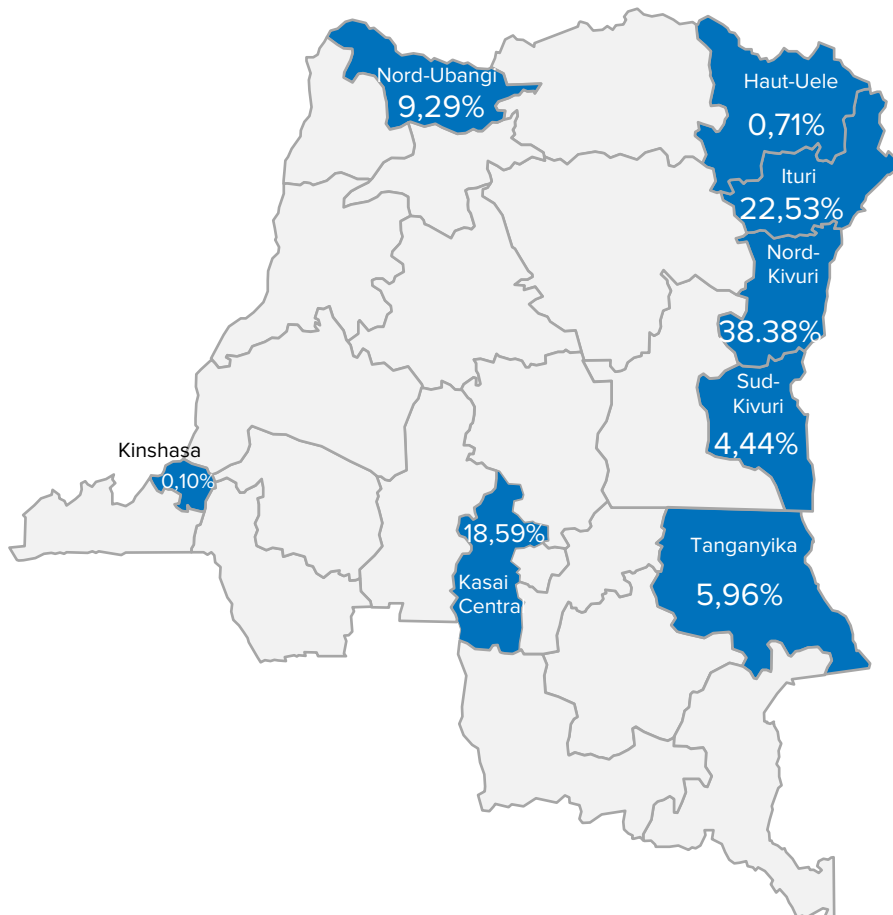 Nord-Ubangi
9,29%
Haut-Uele
0,71%
Ituri
22,53%
Nord-
Kivuri
38.38%
Sud-
Kivuri
4,44%
Kinshasa
0,10%
18,59%
Kasai
Centra
Tanganyika
5,96%